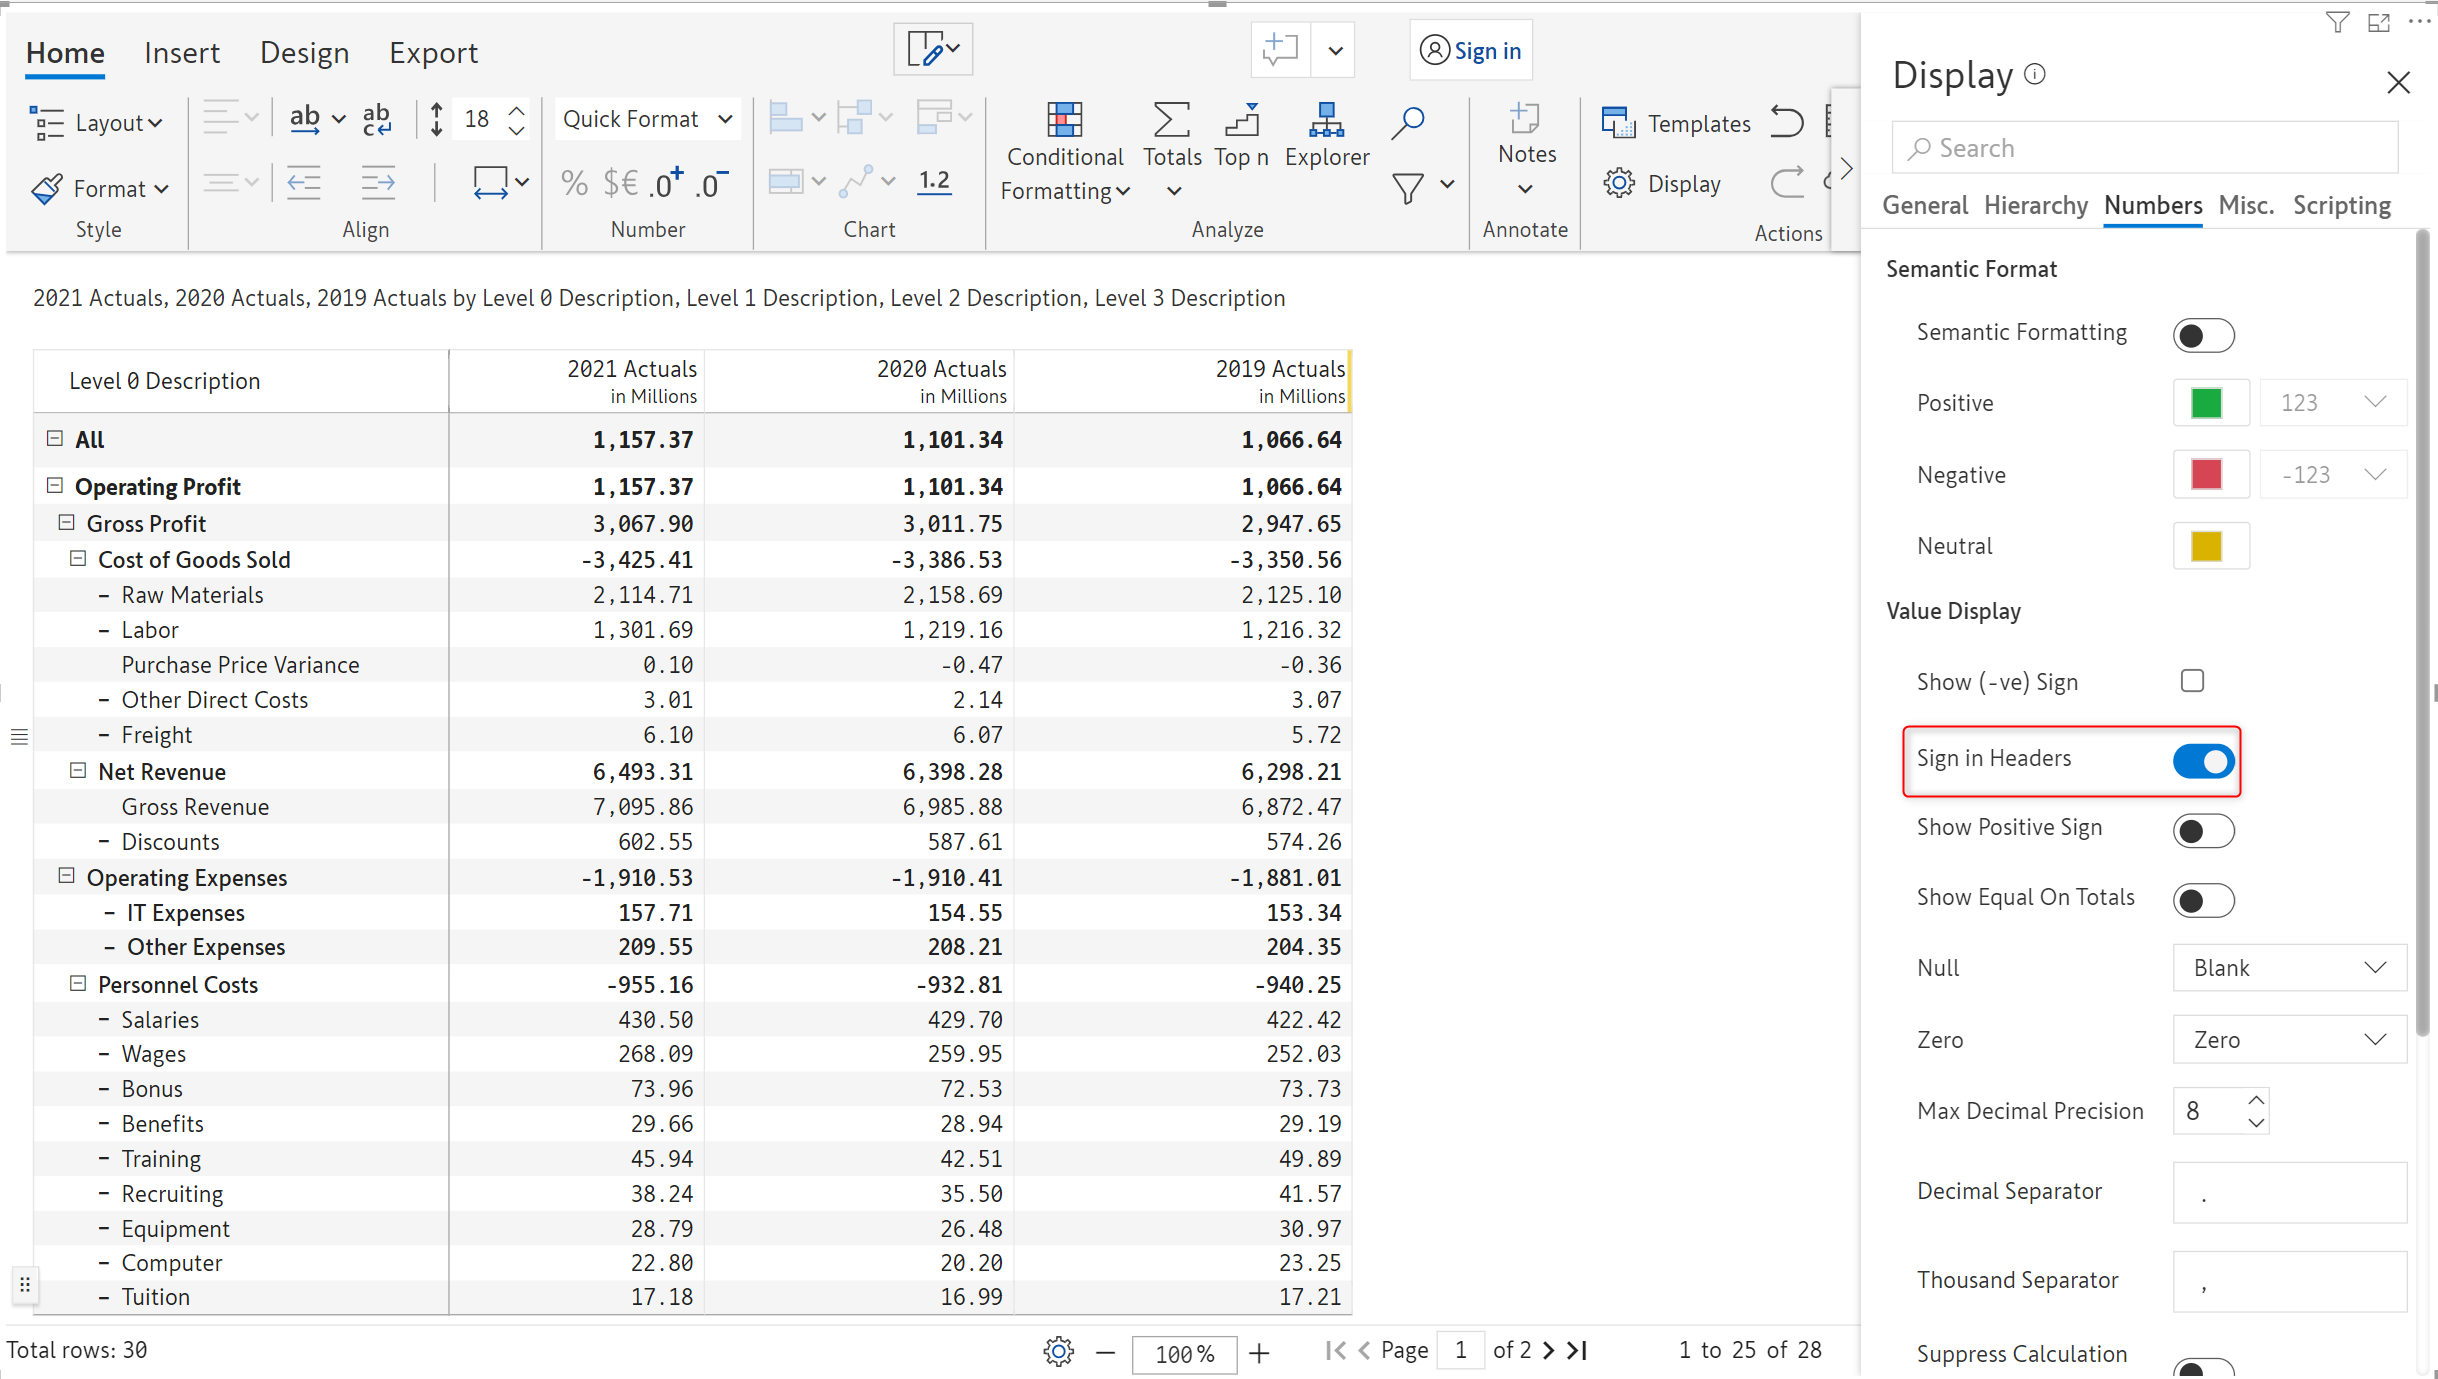 Home Insert Design Export
Sign in
Layout
ab ab
c
18
Quick Format
Conditional
Formatting
Totals
Top n
Explorer
Notes
Templates
Format
% $€ .0+ .0-
1.2
Display
Style
Align
Number
Chart
Analyze
Annotate
Actions
2021 Actuals, 2020 Actuals, 2019 Actuals by Level 0 Description, Level 1 Description, Level 2 Description, Level 3 Description
Level 0 Description 2021 Actuals in Millions 2020 Actuals in Millions 2019 Actuals in Millions
All 1,157.37 1,101.34 1,066.64
Operating Profit 1,157.37 1,101.34 1,066.64
Gross Profit 3,067.90 3,011.75 2,947.65
Cost of Goods Sold -3,425.41 -3,386.53 -3,350.56
– Raw Materials 2,114.71 2,158.69 2,125.10
– Labor 1,301.69 1,219.16 1,216.32
Purchase Price Variance 0.10 -0.47 -0.36
– Other Direct Costs 3.01 2.14 3.07
– Freight 6.10 6.07 5.72
Net Revenue 6,493.31 6,398.28 6,298.21
Gross Revenue 7,095.86 6,985.88 6,872.47
– Discounts 602.55 587.61 574.26
Operating Expenses -1,910.53 -1,910.41 -1,881.01
– IT Expenses 157.71 154.55 153.34
– Other Expenses 209.55 208.21 204.35
Personnel Costs -955.16 -932.81 -940.25
– Salaries 430.50 429.70 422.42
– Wages 268.09 259.95 252.03
– Bonus 73.96 72.53 73.73
– Benefits 29.66 28.94 29.19
– Training 45.94 42.51 49.89
– Recruiting 38.24 35.50 41.57
– Equipment 28.79 26.48 30.97
– Computer 22.80 20.20 23.25
– Tuition 17.18 16.99 17.21
Total rows: 30
100%
Page 1 of 2
1 to 25 of 28
Display
Search
General Hierarchy Numbers Misc. Scripting
Semantic Format
Semantic Formatting
Positive 123
Negative -123
Neutral
Value Display
Show (-ve) Sign
Sign in Headers
Show Positive Sign
Show Equal On Totals
Null Blank
Zero Zero
Max Decimal Precision 8
Decimal Separator .
Thousand Separator ,
Suppress Calculation